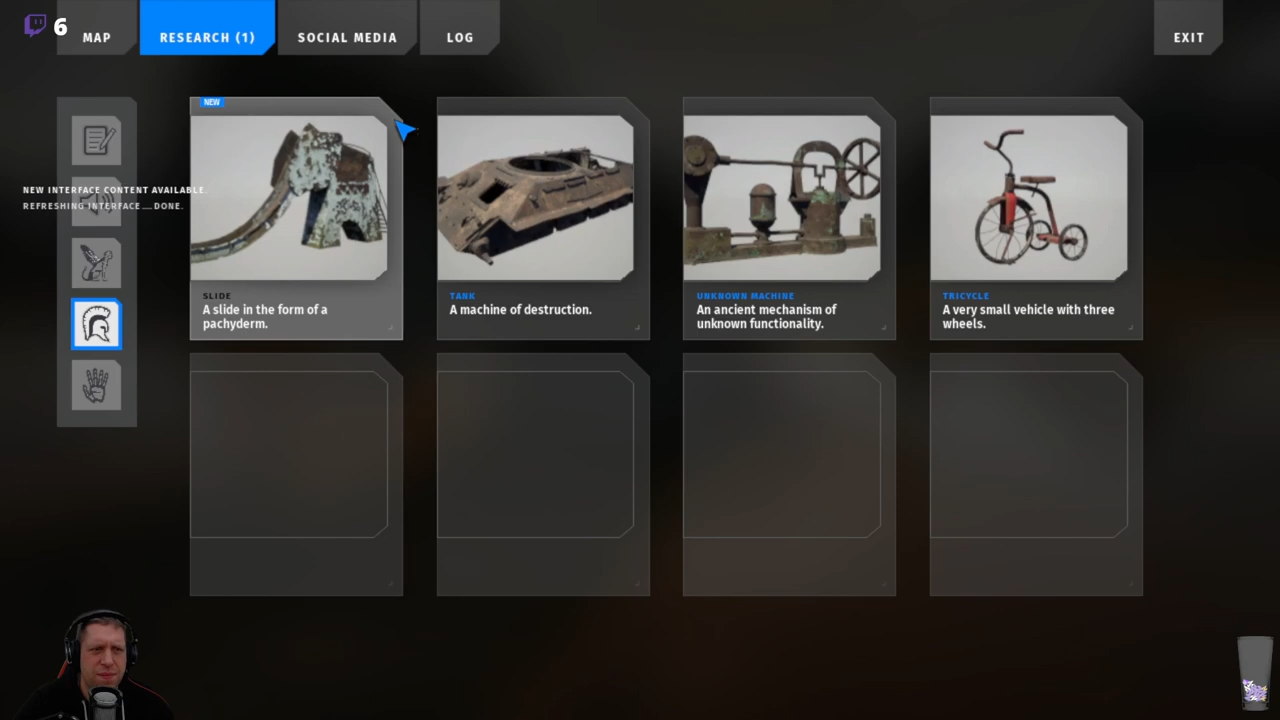 6
MAP
RESEARCH (1)
SOCIAL MEDIA
LOG
EXIT
NEW INTERFACE CONTENT AVAILABLE.
REFRESHING INTERFACE....DONE.
NEW
SLIDE
A slide in the form of a
pachyderm.
TANK
A machine of destruction.
UNKNOWN MACHINE
An ancient mechanism of
unknown functionality.
TRICYCLE
A very small vehicle with three
wheels.